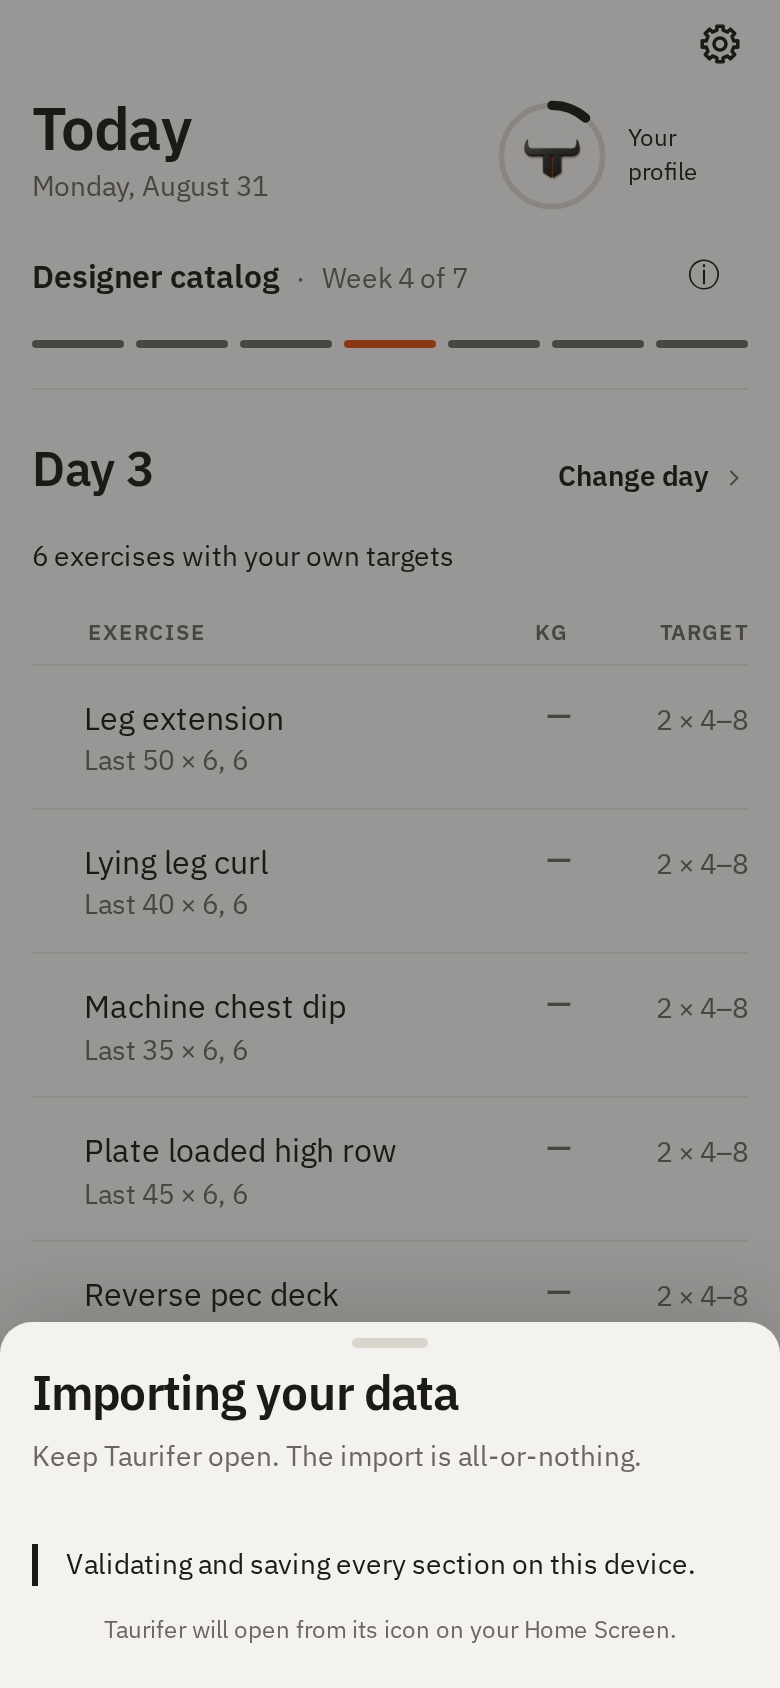 Today
Monday, August 31
Your
profile
Designer catalog · Week 4 of 7
Day 3
Change day
6 exercises with your own targets
EXERCISE KG TARGET
Leg extension — 2 × 4–8
Last 50 × 6, 6
Lying leg curl — 2 × 4–8
Last 40 × 6, 6
Machine chest dip — 2 × 4–8
Last 35 × 6, 6
Plate loaded high row — 2 × 4–8
Last 45 × 6, 6
Reverse pec deck — 2 × 4–8
Importing your data
Keep Taurifer open. The import is all-or-nothing.
Validating and saving every section on this device.
Taurifer will open from its icon on your Home Screen.